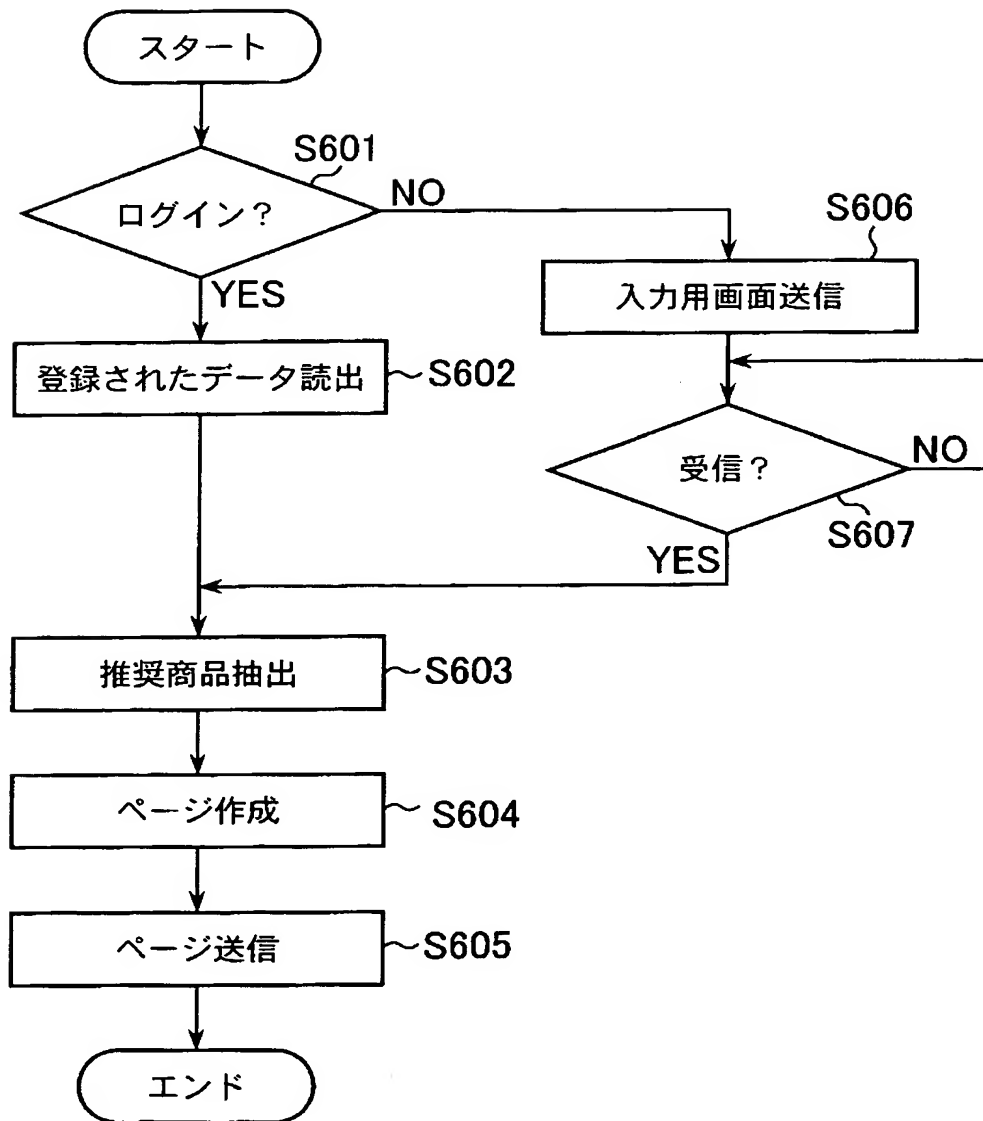 スタート
S601
ログイン？
NO
YES
S606
入力用画面送信
登録されたデータ読出
S602
受信？
NO
S607
YES
推奨商品抽出
S603
ページ作成
S604
ページ送信
S605
エンド